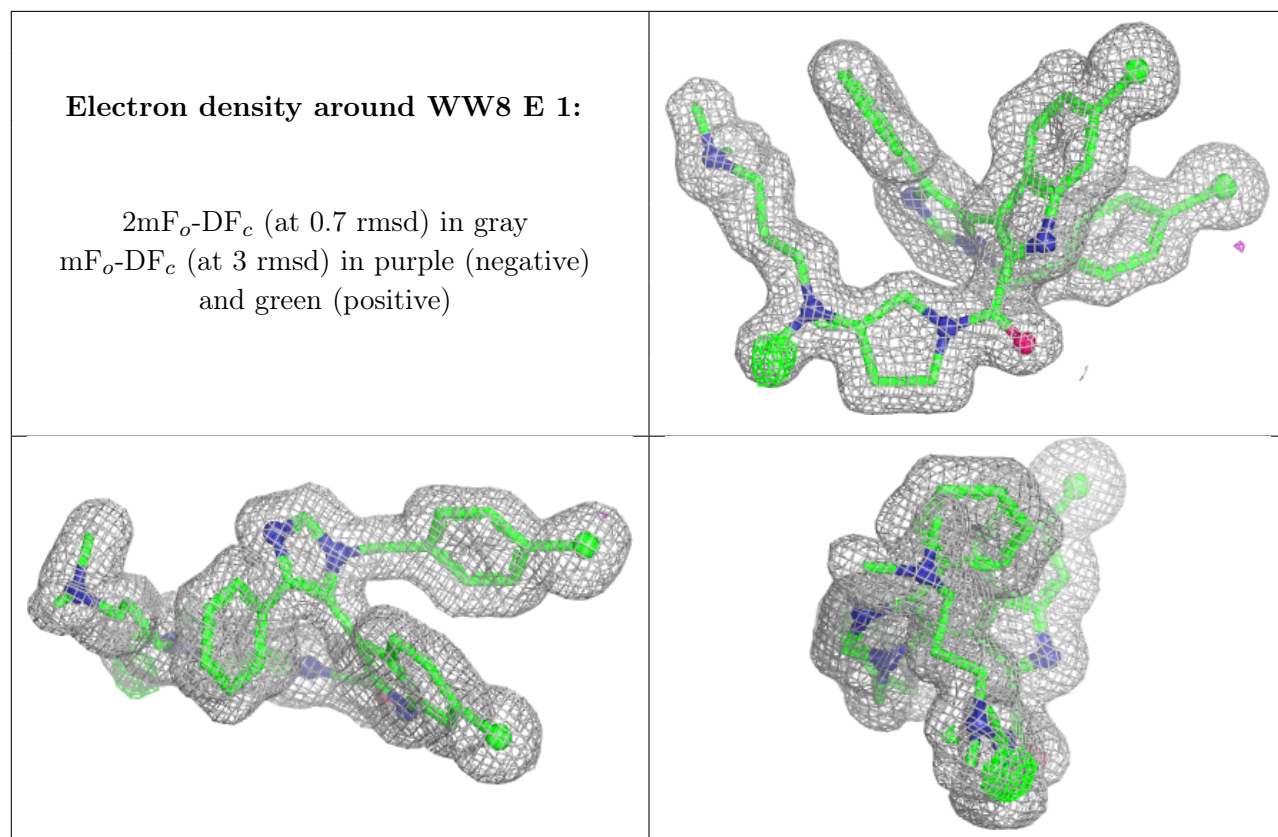 Electron density around WW8 E 1:
2mFo-DFc (at 0.7 rmsd) in gray
mFo-DFc (at 3 rmsd) in purple (negative)
and green (positive)